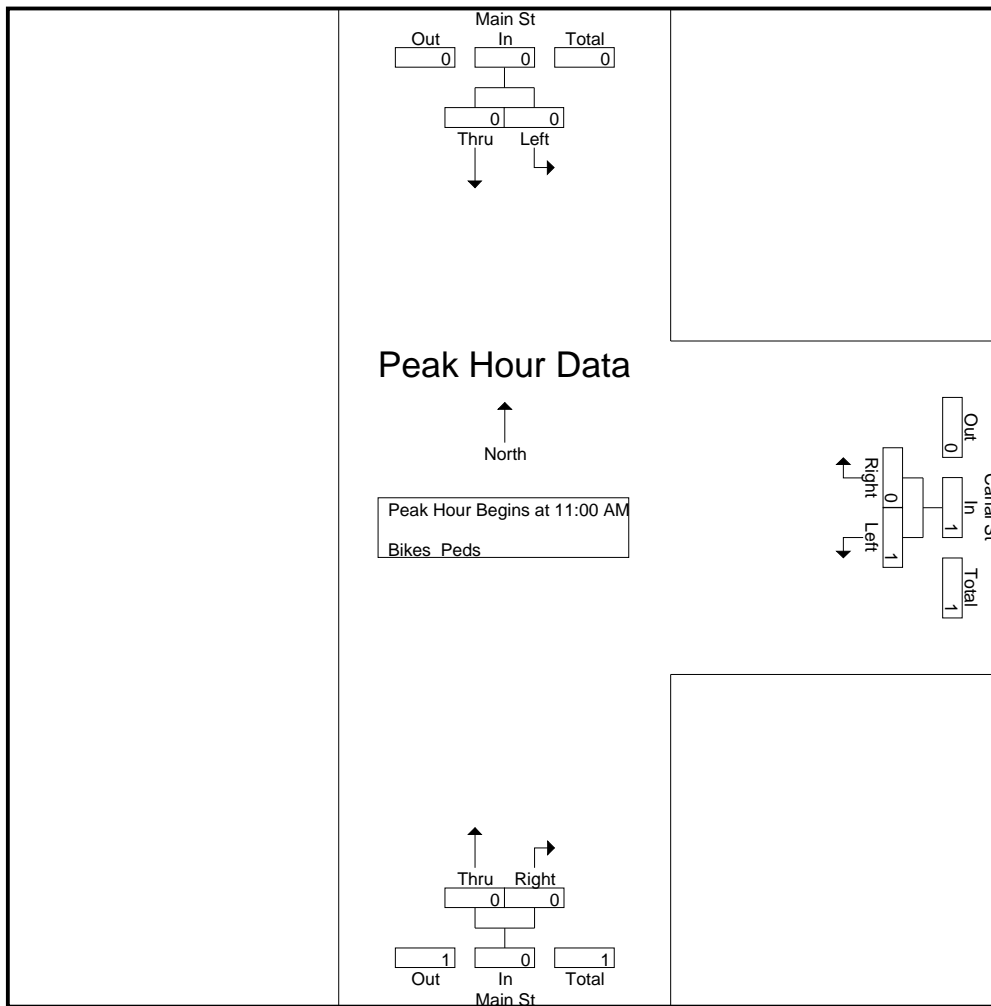 Main St
Out In Total
0 0 0
0 0
Thru Left
Peak Hour Data
North
Peak Hour Begins at 11:00 AM
Bikes Peds
Right Left
0 1
Out In Total
0 1 1
Thru Right
0 0
1 0 1
Out In Total
Main St